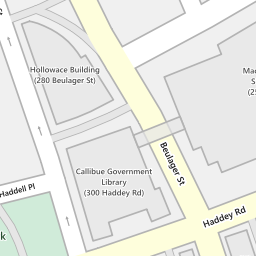 Hollowace Building
(280 Beulager St)
Callibue Government
Library
(300 Haddey Rd)
Beulager St
Haddey Rd
Haddell Pl